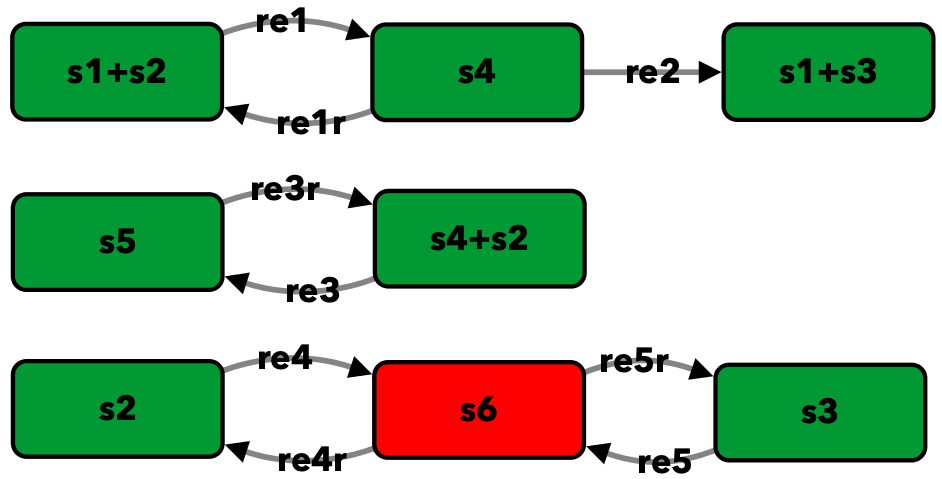 re1
s1+s2
s4
re2
s1+s3
re1r
re3r
s5
s4+s2
re3
re4
re5r
s2
s6
s3
re4r
re5